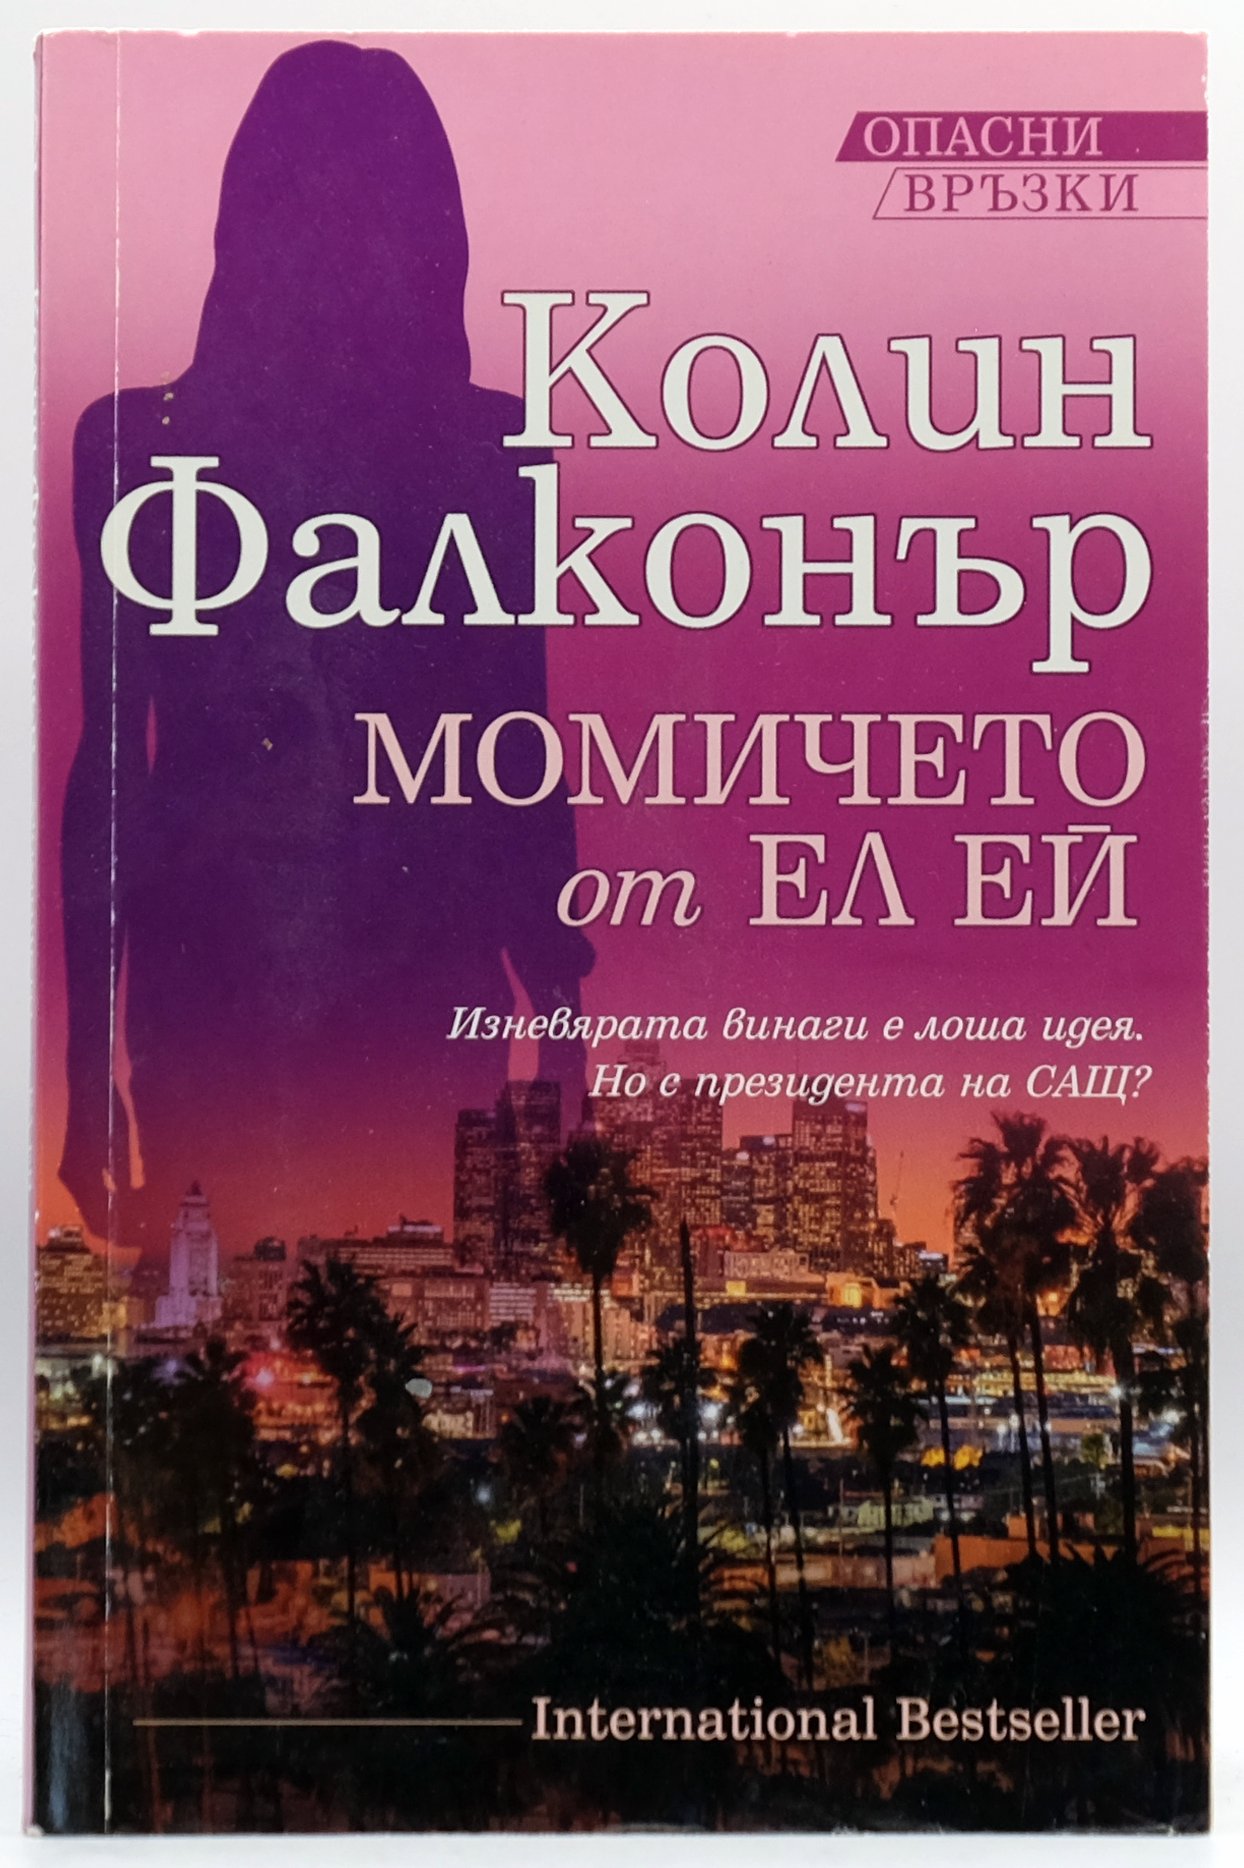 ОПАСНИ
ВРЪЗКИ
Колин
Фалконър
МОМИЧЕТО
от ЕЛ ЕЙ
Изневярата винаги е лоша идея.
Но с президента на САЩ?
International Bestseller